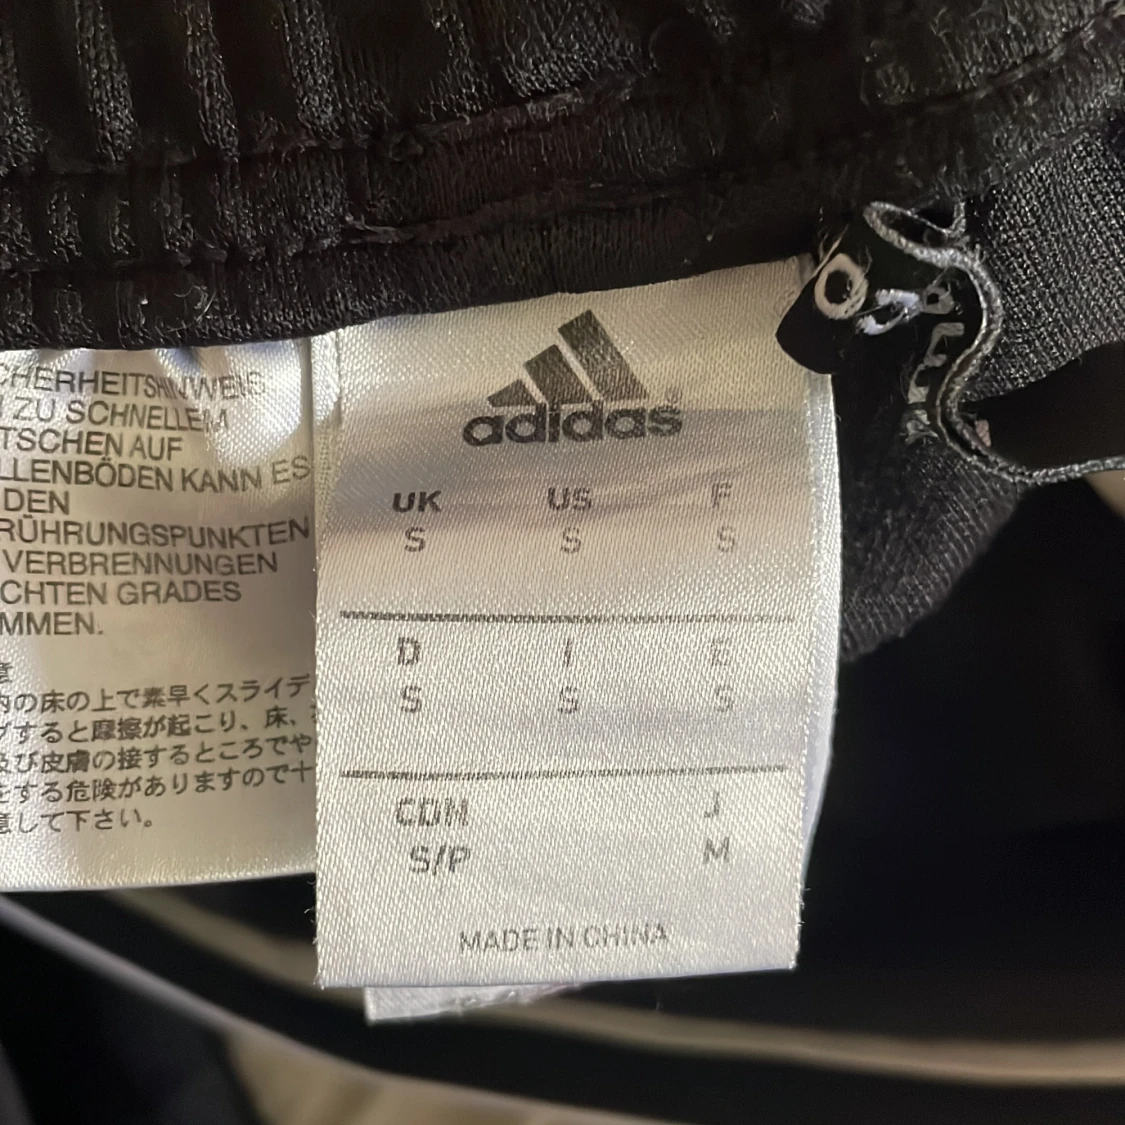 CHERHEITSHINWEIS:
ZU SCHNELLEM
TSCHEN AUF
LLENBÖDEN KANN ES
DEN
RÜHRUNGSPUNKTEN
VERBRENNUNGEN
CHTEN GRADES
MMEN.
意
内の床の上で素早くスライデ
グすると摩擦が起こり、床、
及び皮膚の接するところでや
をする危険がありますので十
意して下さい。
adidas®
UK US F
S S S
D I E
S S S
CDN J
S/P M
MADE IN CHINA